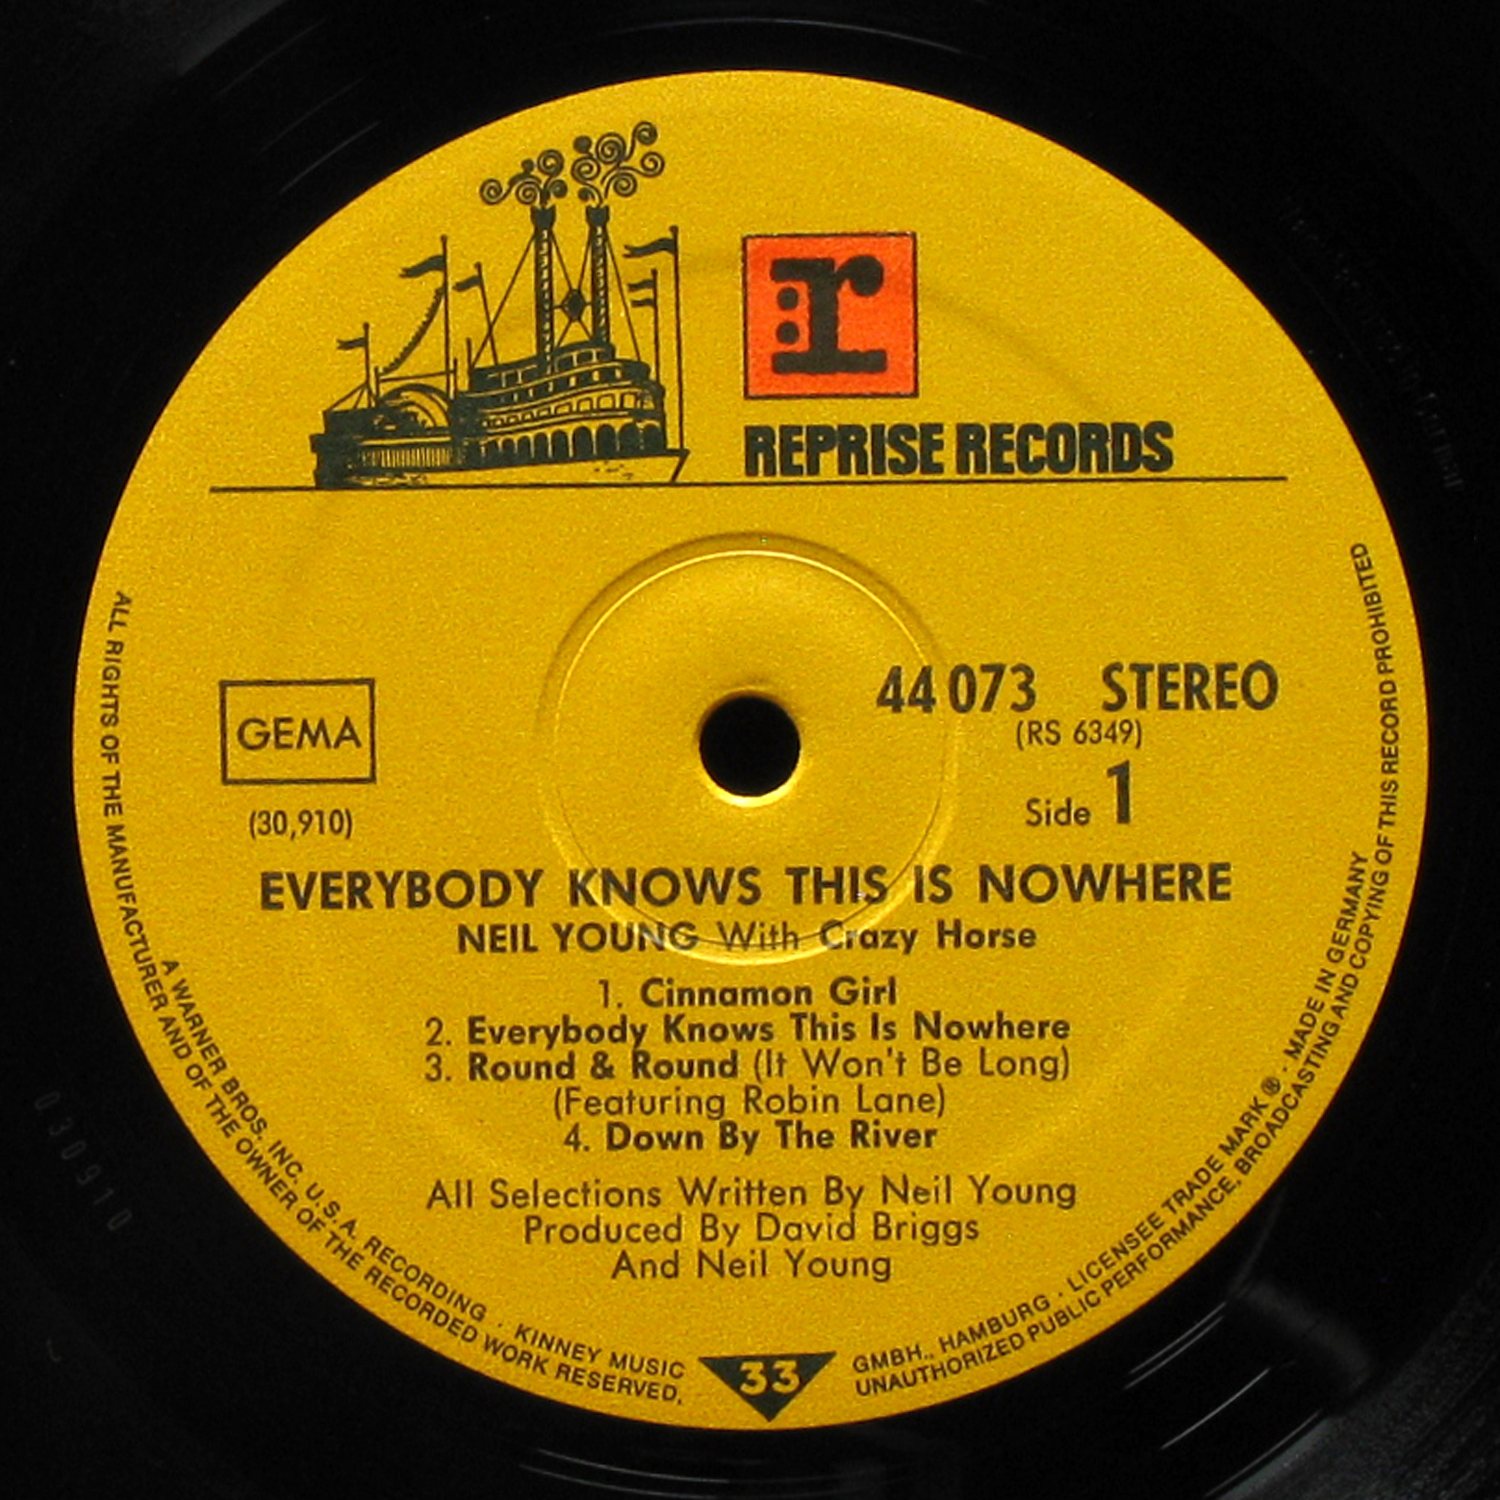 r
REPRISE RECORDS
GEMA
(30,910)
44 073 STEREO
(RS 6349)
Side 1
EVERYBODY KNOWS THIS IS NOWHERE
NEIL YOUNG With Crazy Horse
1. Cinnamon Girl
2. Everybody Knows This Is Nowhere
3. Round & Round (It Won't Be Long)
(Featuring Robin Lane)
4. Down By The River
All Selections Written By Neil Young
Produced By David Briggs
And Neil Young
A WARNER BROS. INC. U.S.A. RECORDING · KINNEY MUSIC GMBH., HAMBURG · LICENSEE TRADE MARK ® · MADE IN GERMANY
ALL RIGHTS OF THE MANUFACTURER AND OF THE OWNER OF THE RECORDED WORK RESERVED, UNAUTHORIZED PUBLIC PERFORMANCE, BROADCASTING AND COPYING OF THIS RECORD PROHIBITED
33
030910